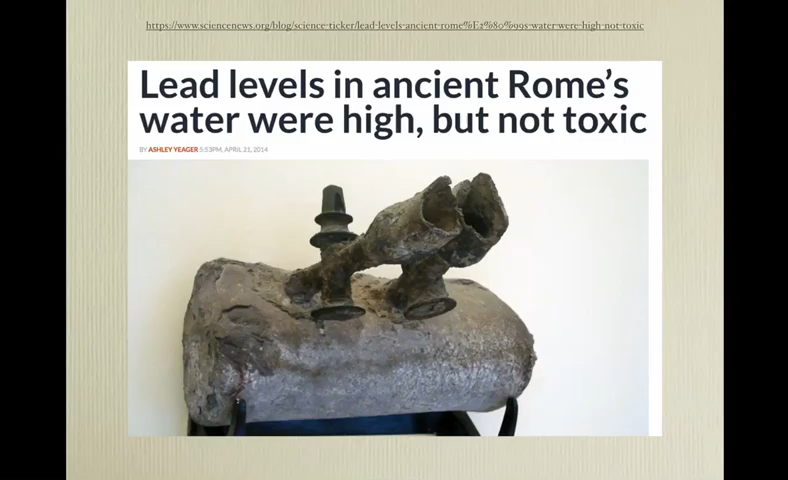 https://www.sciencenews.org/blog/science-ticker/lead-levels-ancient-rome%E2%80%99s-water-were-high-not-toxic
Lead levels in ancient Rome's
water were high, but not toxic
BY ASHLEY YEAGER 5:53PM, APRIL 21, 2014